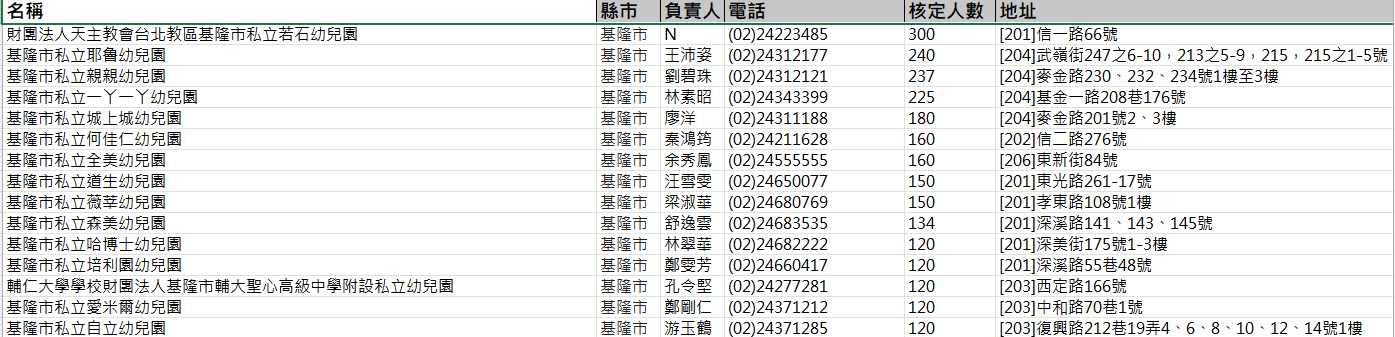 名稱 縣市 負責人 電話 核定人數 地址
財團法人天主教會台北教區基隆市私立若石幼兒園 基隆市 N (02)24223485 300 [201]信一路66號
基隆市私立耶魯幼兒園 基隆市 王沛姿 (02)24312177 240 [204]武嶺街247之6-10，213之5-9，215，215之1-5號
基隆市私立親親幼兒園 基隆市 劉碧珠 (02)24312121 237 [204]麥金路230、232、234號1樓至3樓
基隆市私立一ㄚ一ㄚ幼兒園 基隆市 林素昭 (02)24343399 225 [204]基金一路208巷176號
基隆市私立城上城幼兒園 基隆市 廖洋 (02)24311188 180 [204]麥金路201號2、3樓
基隆市私立何佳仁幼兒園 基隆市 秦鴻筠 (02)24211628 160 [202]信二路276號
基隆市私立全美幼兒園 基隆市 余秀鳳 (02)24555555 160 [206]東新街84號
基隆市私立道生幼兒園 基隆市 汪雪雯 (02)24650077 150 [201]東光路261-17號
基隆市私立薇莘幼兒園 基隆市 梁淑華 (02)24680769 150 [201]孝東路108號1樓
基隆市私立森美幼兒園 基隆市 舒逸雲 (02)24683535 134 [201]深溪路141、143、145號
基隆市私立哈博士幼兒園 基隆市 林翠華 (02)24682222 120 [201]深美街175號1-3樓
基隆市私立培利園幼兒園 基隆市 鄭雯芳 (02)24660417 120 [201]深溪路55巷48號
輔仁大學學校財團法人基隆市輔大聖心高級中學附設私立幼兒園 基隆市 孔令堅 (02)24277281 120 [203]西定路166號
基隆市私立愛米爾幼兒園 基隆市 鄭剛仁 (02)24371212 120 [203]中和路70巷1號
基隆市私立自立幼兒園 基隆市 游玉鶴 (02)24371285 120 [203]復興路212巷19弄4、6、8、10、12、14號1樓